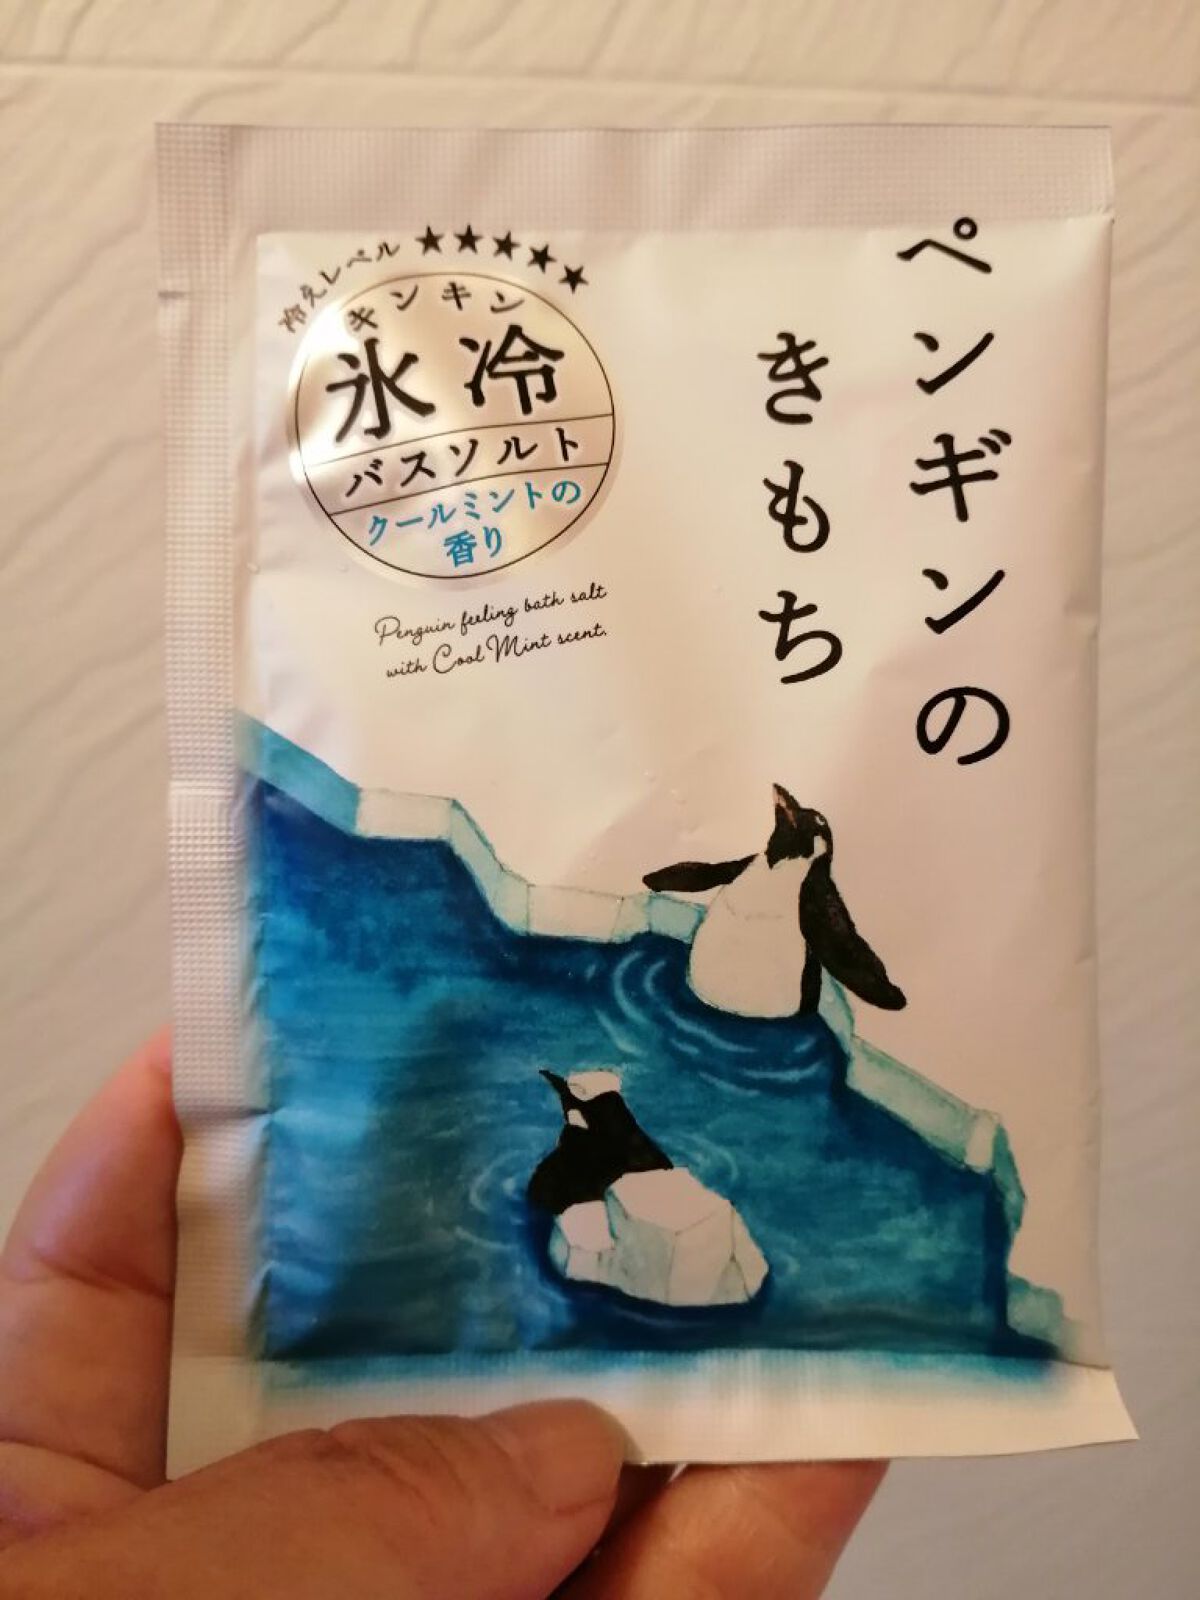 ペンギンの
きもち
冷えレベル ★★★★★
キンキン
氷冷
バスソルト
クールミントの
香り
Penguin feeling bath salt
with Cool Mint scent.